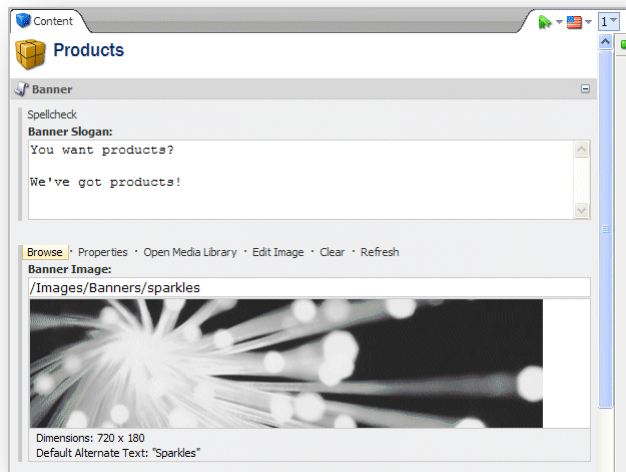 Content
1
Products
Banner
Spellcheck
Banner Slogan:
You want products?
We've got products!
Browse · Properties · Open Media Library · Edit Image · Clear · Refresh
Banner Image:
/Images/Banners/sparkles
Dimensions: 720 x 180
Default Alternate Text: "Sparkles"